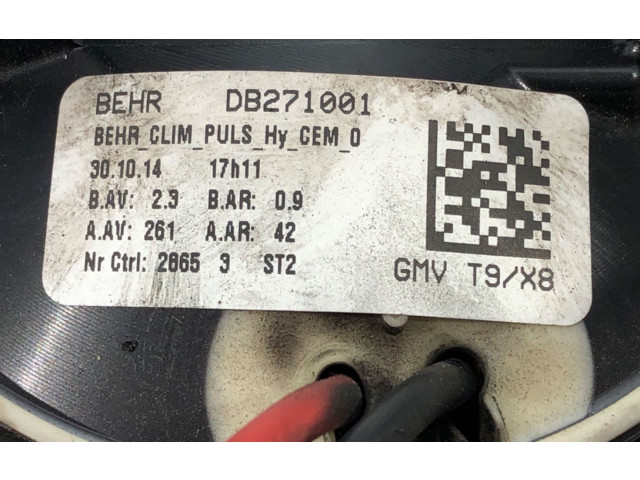 BEHR DB271001
BEHR_CLIM_PULS_Hy_CEM_0
30.10.14 17h11
B.AV: 2.3 B.AR: 0.9
A.AV: 261 A.AR: 42
Nr Ctrl: 2865 3 ST2
GMV T9/X8